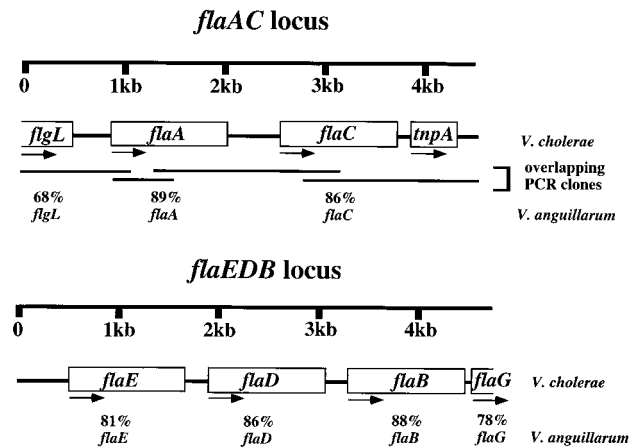 flaAC locus
0 1kb 2kb 3kb 4kb
flgL flaA flaC tnpA V. cholerae
overlapping
PCR clones
68% 89% 86%
flgL flaA flaC V. anguillarum
flaEDB locus
0 1kb 2kb 3kb 4kb
flaE flaD flaB flaG V. cholerae
81% 86% 88% 78%
flaE flaD flaB flaG V. anguillarum